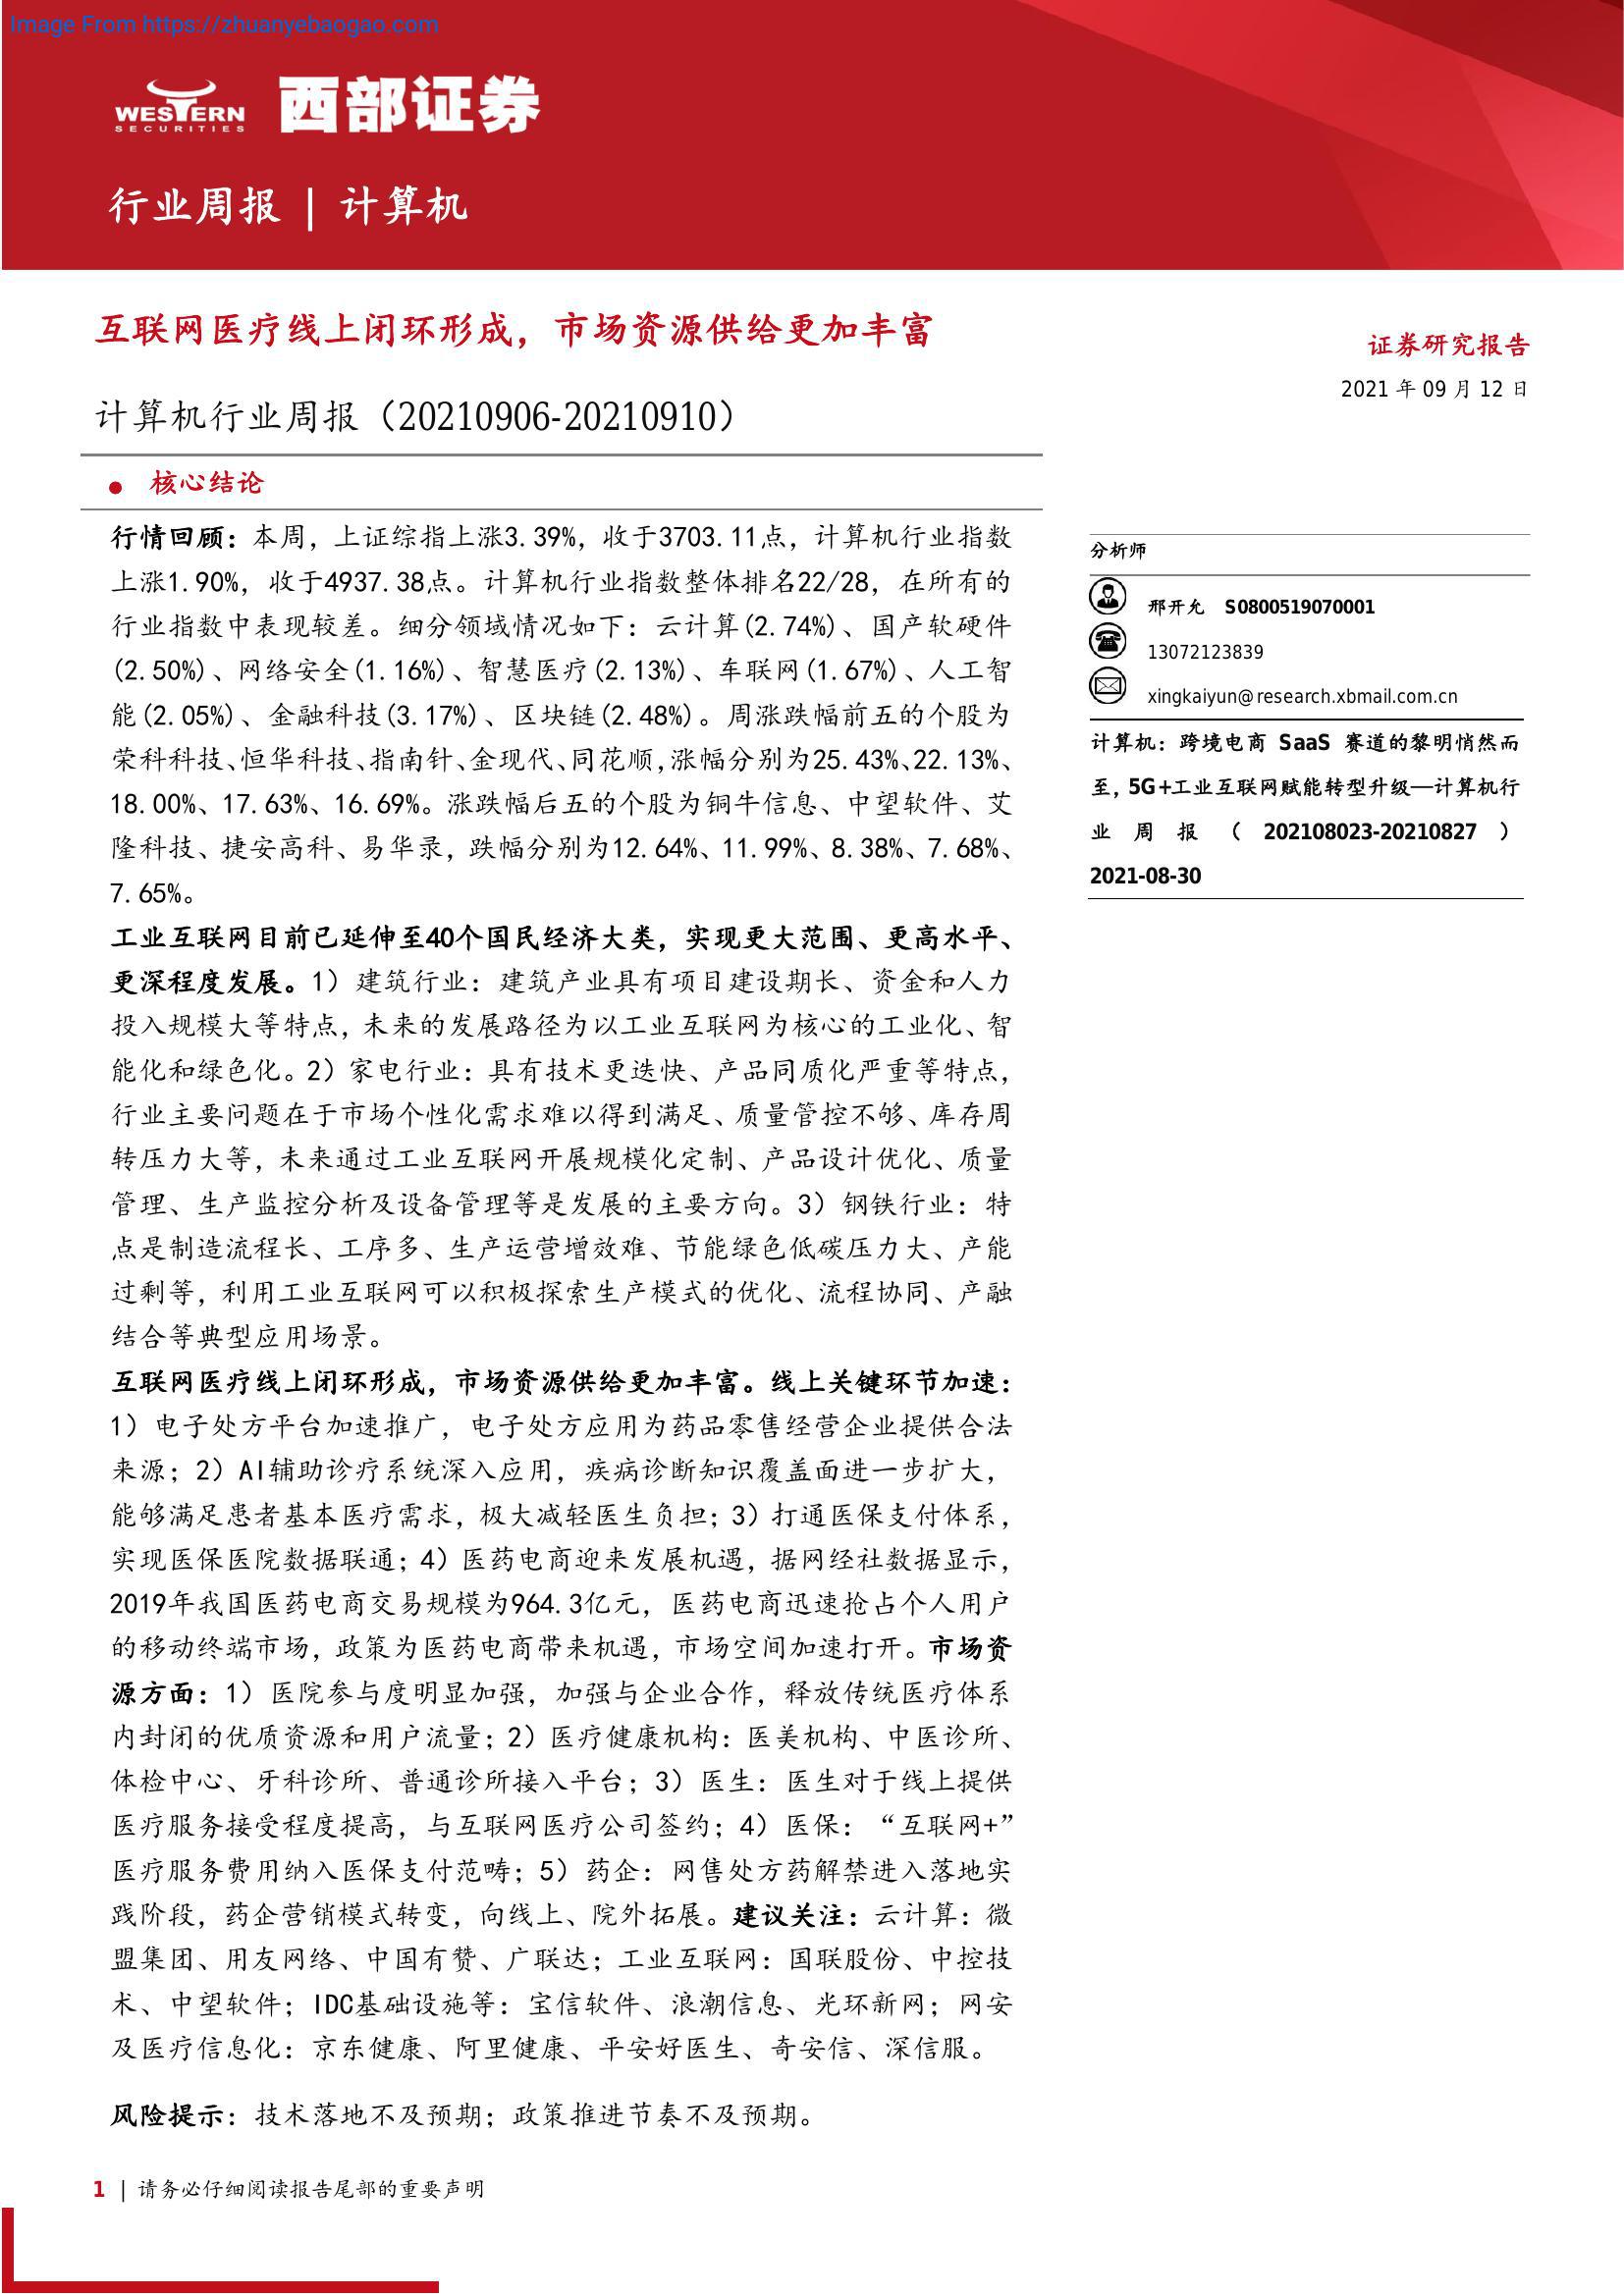 Image From https://zhuanyebaogao.com
WESTERN
SECURITIES
西部证券
行业周报 | 计算机
互联网医疗线上闭环形成，市场资源供给更加丰富
计算机行业周报（20210906-20210910）
● 核心结论
行情回顾：本周，上证综指上涨3.39%，收于3703.11点，计算机行业指数
上涨1.90%，收于4937.38点。计算机行业指数整体排名22/28，在所有的
行业指数中表现较差。细分领域情况如下：云计算(2.74%)、国产软硬件
(2.50%)、网络安全(1.16%)、智慧医疗(2.13%)、车联网(1.67%)、人工智
能(2.05%)、金融科技(3.17%)、区块链(2.48%)。周涨跌幅前五的个股为
荣科科技、恒华科技、指南针、金现代、同花顺,涨幅分别为25.43%、22.13%、
18.00%、17.63%、16.69%。涨跌幅后五的个股为铜牛信息、中望软件、艾
隆科技、捷安高科、易华录，跌幅分别为12.64%、11.99%、8.38%、7.68%、
7.65%。
工业互联网目前已延伸至40个国民经济大类，实现更大范围、更高水平、
更深程度发展。1）建筑行业：建筑产业具有项目建设期长、资金和人力
投入规模大等特点，未来的发展路径为以工业互联网为核心的工业化、智
能化和绿色化。2）家电行业：具有技术更迭快、产品同质化严重等特点，
行业主要问题在于市场个性化需求难以得到满足、质量管控不够、库存周
转压力大等，未来通过工业互联网开展规模化定制、产品设计优化、质量
管理、生产监控分析及设备管理等是发展的主要方向。3）钢铁行业：特
点是制造流程长、工序多、生产运营增效难、节能绿色低碳压力大、产能
过剩等，利用工业互联网可以积极探索生产模式的优化、流程协同、产融
结合等典型应用场景。
互联网医疗线上闭环形成，市场资源供给更加丰富。线上关键环节加速：
1）电子处方平台加速推广，电子处方应用为药品零售经营企业提供合法
来源；2）AI辅助诊疗系统深入应用，疾病诊断知识覆盖面进一步扩大，
能够满足患者基本医疗需求，极大减轻医生负担；3）打通医保支付体系，
实现医保医院数据联通；4）医药电商迎来发展机遇，据网经社数据显示，
2019年我国医药电商交易规模为964.3亿元，医药电商迅速抢占个人用户
的移动终端市场，政策为医药电商带来机遇，市场空间加速打开。市场资
源方面：1）医院参与度明显加强，加强与企业合作，释放传统医疗体系
内封闭的优质资源和用户流量；2）医疗健康机构：医美机构、中医诊所、
体检中心、牙科诊所、普通诊所接入平台；3）医生：医生对于线上提供
医疗服务接受程度提高，与互联网医疗公司签约；4）医保：“互联网+”
医疗服务费用纳入医保支付范畴；5）药企：网售处方药解禁进入落地实
践阶段，药企营销模式转变，向线上、院外拓展。建议关注：云计算：微
盟集团、用友网络、中国有赞、广联达；工业互联网：国联股份、中控技
术、中望软件；IDC基础设施等：宝信软件、浪潮信息、光环新网；网安
及医疗信息化：京东健康、阿里健康、平安好医生、奇安信、深信服。
风险提示：技术落地不及预期；政策推进节奏不及预期。
证券研究报告
2021 年 09 月 12 日
分析师
邢开允 S0800519070001
13072123839
xingkaiyun@research.xbmail.com.cn
计算机：跨境电商 SaaS 赛道的黎明悄然而
至，5G+工业互联网赋能转型升级—计算机行
业周报（202108023-20210827）
2021-08-30
1 | 请务必仔细阅读报告尾部的重要声明